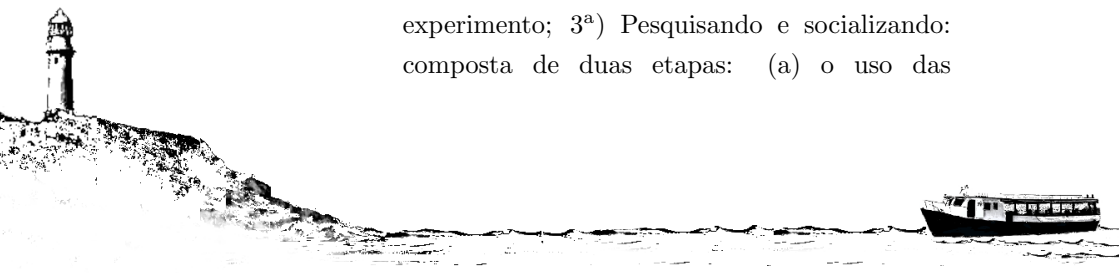 experimento; 3ª) Pesquisando e socializando:
composta de duas etapas: (a) o uso das